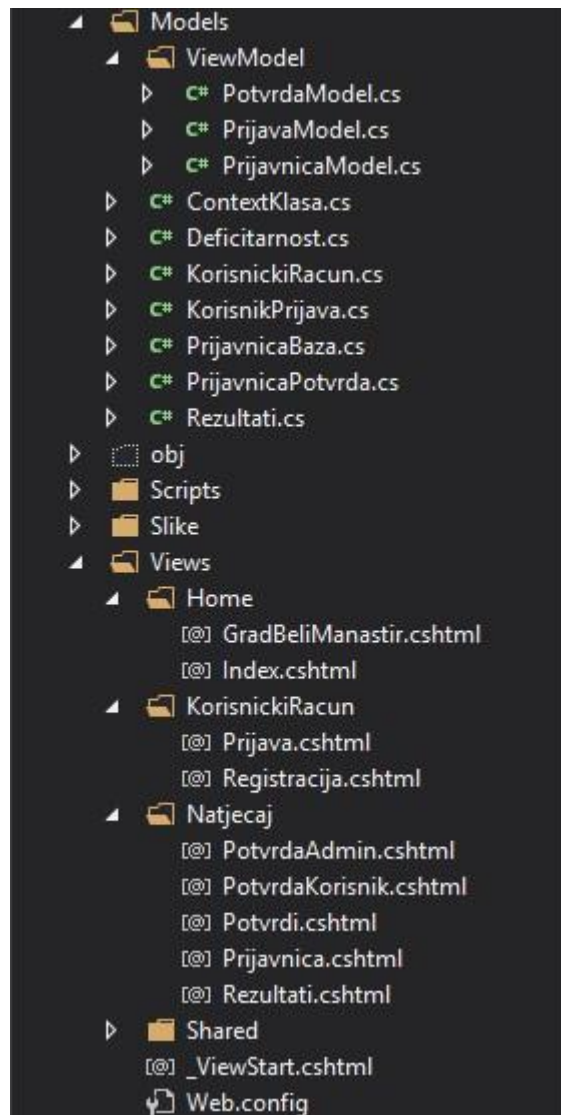 Models
ViewModel
C# PotvrdaModel.cs
C# PrijavaModel.cs
C# PrijavnicaModel.cs
C# ContextKlasa.cs
C# Deficitarnost.cs
C# KorisnickiRacun.cs
C# KorisnikPrijava.cs
C# PrijavnicaBaza.cs
C# PrijavnicaPotvrda.cs
C# Rezultati.cs
obj
Scripts
Slike
Views
Home
[@] GradBeliManastir.cshtml
[@] Index.cshtml
KorisnickiRacun
[@] Prijava.cshtml
[@] Registracija.cshtml
Natjecaj
[@] PotvrdaAdmin.cshtml
[@] PotvrdaKorisnik.cshtml
[@] Potvrdi.cshtml
[@] Prijavnica.cshtml
[@] Rezultati.cshtml
Shared
[@] _ViewStart.cshtml
Web.config